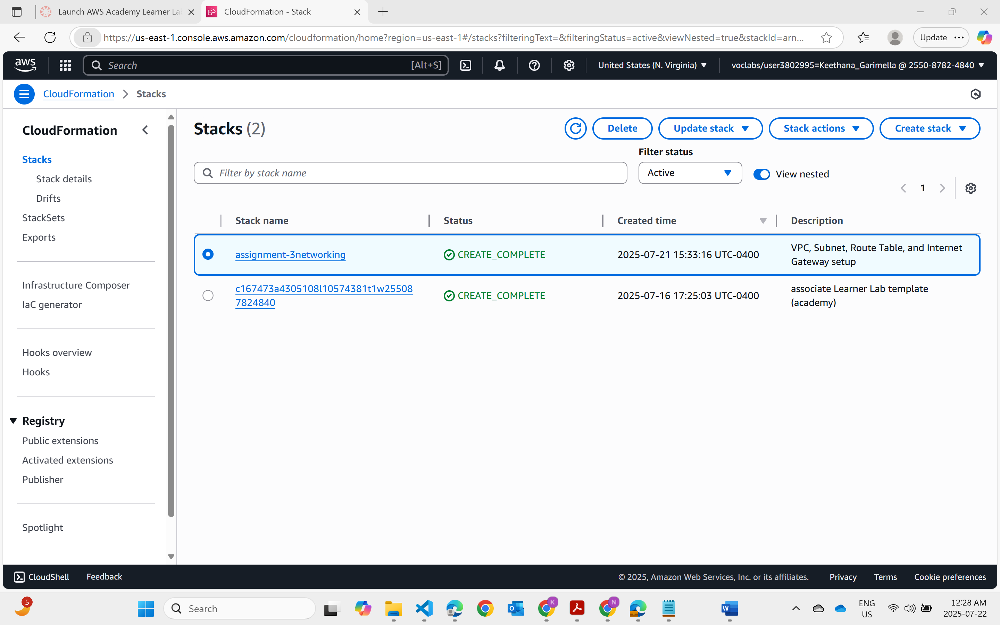 Launch AWS Academy Learner La
CloudFormation - Stack
https://us-east-1.console.aws.amazon.com/cloudformation/home?region=us-east-1#/stacks?filteringText=&filteringStatus=active&viewNested=true&stackId=arn...
Update
aws
Search
[Alt+S]
United States (N. Virginia)
voclabs/user3802995=Keethana_Garimella @ 2550-8782-4840
CloudFormation
Stacks
CloudFormation
Stacks
Stack details
Drifts
StackSets
Exports
Infrastructure Composer
IaC generator
Hooks overview
Hooks
Registry
Public extensions
Activated extensions
Publisher
Spotlight
Stacks (2)
Delete
Update stack
Stack actions
Create stack
Filter status
Filter by stack name
Active
View nested
1
Stack name
Status
Created time
Description
assignment-3networking
CREATE_COMPLETE
2025-07-21 15:33:16 UTC-0400
VPC, Subnet, Route Table, and Internet
Gateway setup
c167473a4305108l10574381t1w25508
7824840
CREATE_COMPLETE
2025-07-16 17:25:03 UTC-0400
associate Learner Lab template
(academy)
CloudShell
Feedback
© 2025, Amazon Web Services, Inc. or its affiliates.
Privacy
Terms
Cookie preferences
5
Search
K
N
ENG
US
12:28 AM
2025-07-22